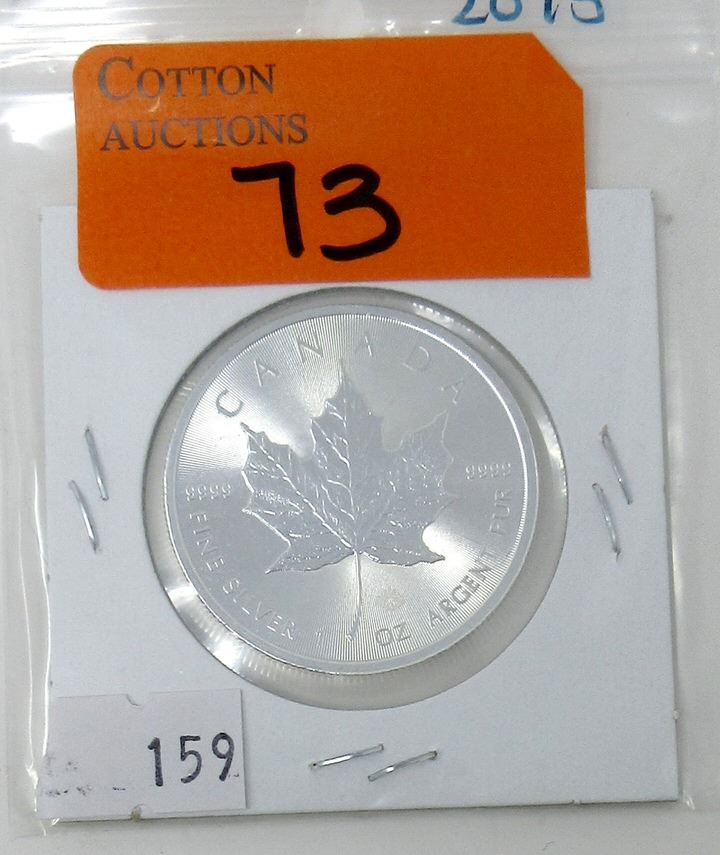 COTTON
AUCTIONS
73
CANADA
9999
9999
FINE SILVER 1 OZ ARGENT PUR
159